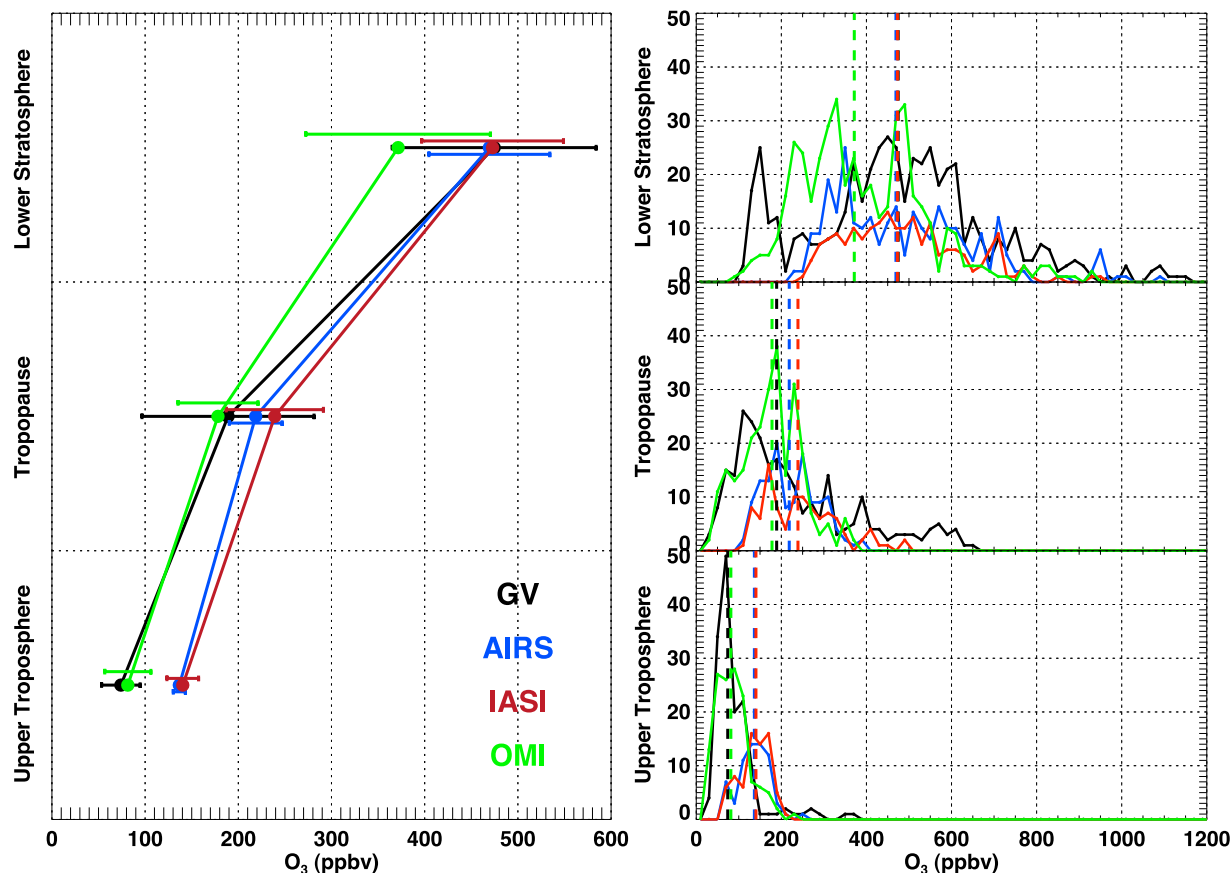 Lower Stratosphere
Tropopause
Upper Troposphere
GV
AIRS
IASI
OMI
0 100 200 300 400 500 600
O3 (ppbv)
Lower Stratosphere
50
40
30
20
10
0
Tropopause
50
40
30
20
10
0
Upper Troposphere
50
40
30
20
10
0
0 200 400 600 800 1000 1200
O3 (ppbv)